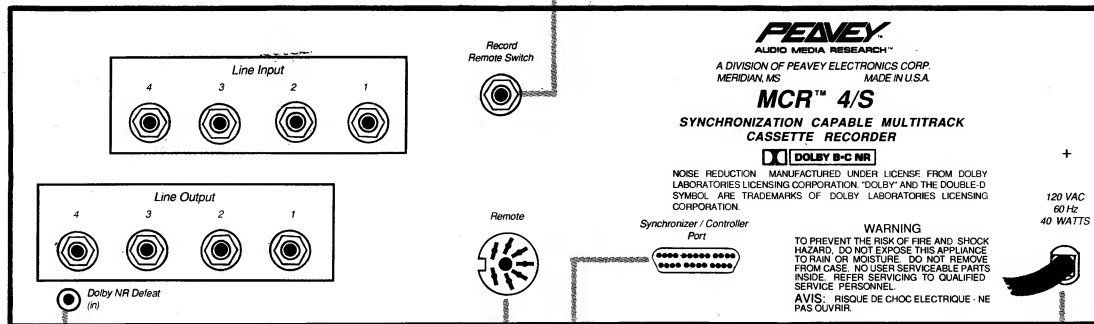 Line Input
4 3 2 1
Line Output
4 3 2 1
Dolby NR Defeat
(in)
Record
Remote Switch
Remote
PEAVEY™
AUDIO MEDIA RESEARCH™
A DIVISION OF PEAVEY ELECTRONICS CORP.
MERIDIAN, MS MADE IN U.S.A.
MCR™ 4/S
SYNCHRONIZATION CAPABLE MULTITRACK
CASSETTE RECORDER
DOLBY B•C NR
NOISE REDUCTION MANUFACTURED UNDER LICENSE FROM DOLBY
LABORATORIES LICENSING CORPORATION. "DOLBY" AND THE DOUBLE-D
SYMBOL ARE TRADEMARKS OF DOLBY LABORATORIES LICENSING
CORPORATION.
Synchronizer / Controller
Port
WARNING
TO PREVENT THE RISK OF FIRE AND SHOCK
HAZARD, DO NOT EXPOSE THIS APPLIANCE
TO RAIN OR MOISTURE. DO NOT REMOVE
FROM CASE. NO USER SERVICEABLE PARTS
INSIDE. REFER SERVICING TO QUALIFIED
SERVICE PERSONNEL.
AVIS: RISQUE DE CHOC ELECTRIQUE - NE
PAS OUVRIR.
+
120 VAC
60 Hz
40 WATTS